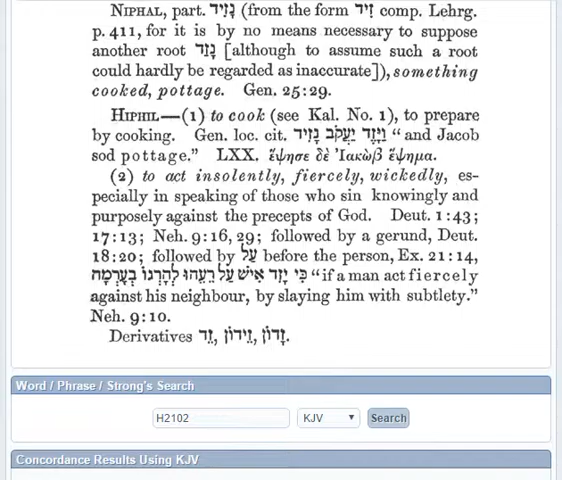 NIPHAL, part. נָזִיד (from the form זִיד comp. Lehrg.
p. 411, for it is by no means necessary to suppose
another root נָזַד [although to assume such a root
could hardly be regarded as inaccurate]), something
cooked, pottage. Gen. 25:29.
HIPHIL—(1) to cook (see Kal. No. 1), to prepare
by cooking. Gen. loc. cit. וַיָּזֶד יַעֲקֹב נָזִיד “and Jacob
sod pottage.” LXX. ἕψησε δὲ Ἰακὼβ ἕψημα.
(2) to act insolently, fiercely, wickedly, es-
pecially in speaking of those who sin knowingly and
purposely against the precepts of God. Deut. 1:43;
17:13; Neh. 9:16, 29; followed by a gerund, Deut.
18:20; followed by עַל before the person, Ex. 21:14,
כִּי יָזִד אִישׁ עַל רֵעֵהוּ לְהָרְגוֹ בְעָרְמָה “if a man act fiercely
against his neighbour, by slaying him with subtlety.”
Neh. 9:10.
Derivatives זֵד, זֵידוֹן, זָדוֹן.
Word / Phrase / Strong's Search
H2102 KJV Search
Concordance Results Using KJV